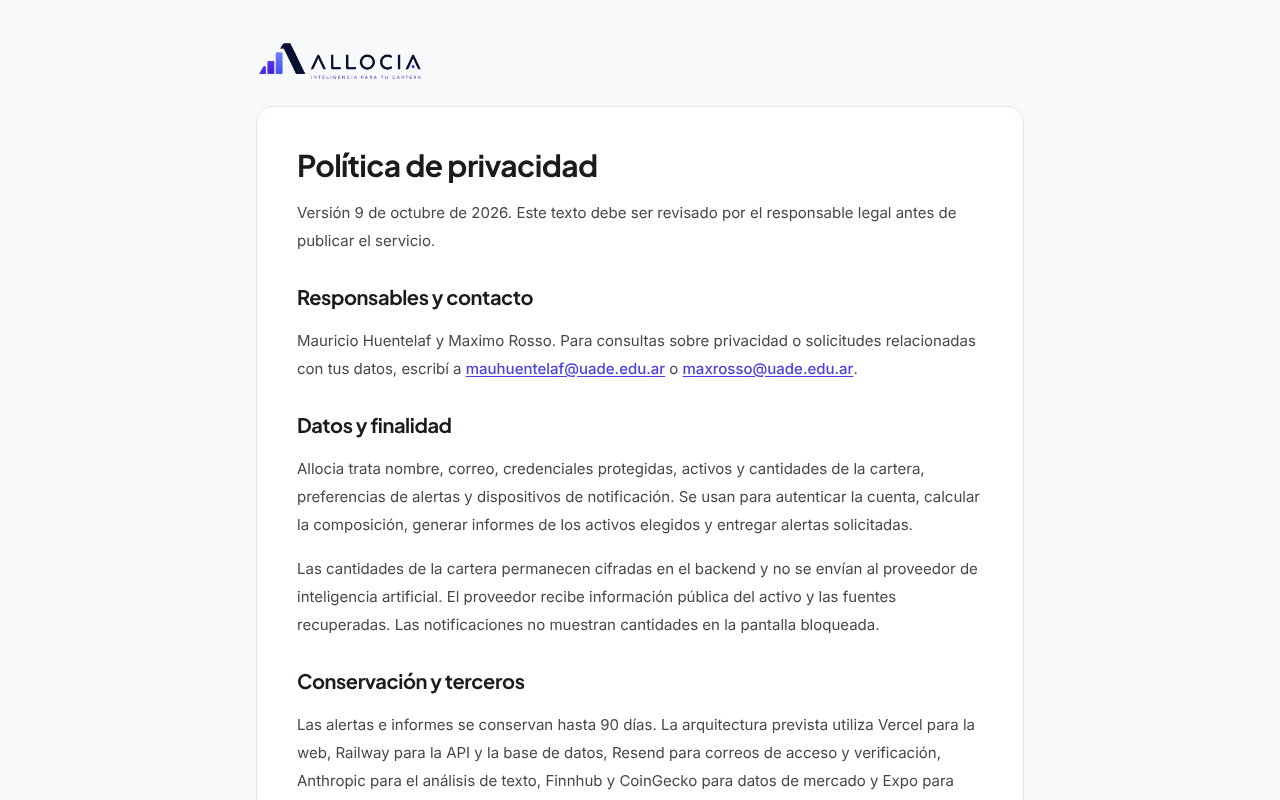 ALLOCIA
INTELIGENCIA PARA TU CARTERA
Política de privacidad
Versión 9 de octubre de 2026. Este texto debe ser revisado por el responsable legal antes de
publicar el servicio.
Responsables y contacto
Mauricio Huentelaf y Maximo Rosso. Para consultas sobre privacidad o solicitudes relacionadas
con tus datos, escribí a mauhuentelaf@uade.edu.ar o maxrosso@uade.edu.ar.
Datos y finalidad
Allocia trata nombre, correo, credenciales protegidas, activos y cantidades de la cartera,
preferencias de alertas y dispositivos de notificación. Se usan para autenticar la cuenta, calcular
la composición, generar informes de los activos elegidos y entregar alertas solicitadas.
Las cantidades de la cartera permanecen cifradas en el backend y no se envían al proveedor de
inteligencia artificial. El proveedor recibe información pública del activo y las fuentes
recuperadas. Las notificaciones no muestran cantidades en la pantalla bloqueada.
Conservación y terceros
Las alertas e informes se conservan hasta 90 días. La arquitectura prevista utiliza Vercel para la
web, Railway para la API y la base de datos, Resend para correos de acceso y verificación,
Anthropic para el análisis de texto, Finnhub y CoinGecko para datos de mercado y Expo para